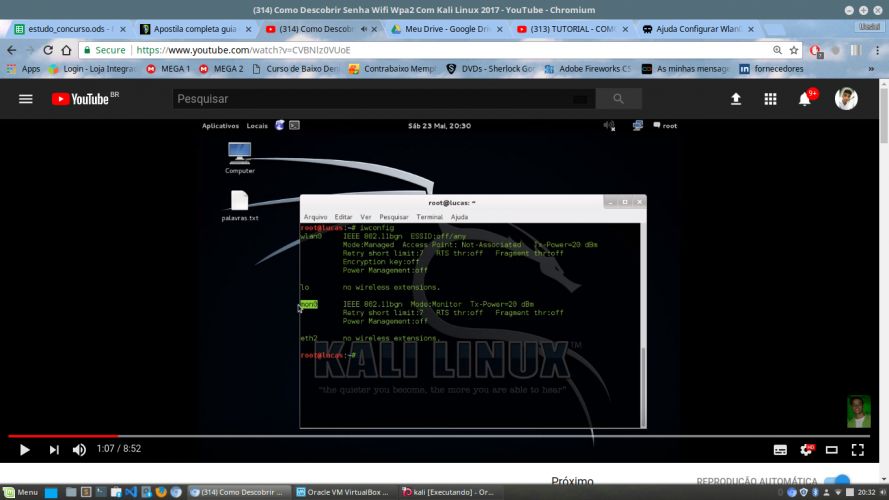 (314) Como Descobrir Senha Wifi Wpa2 Com Kali Linux 2017 - YouTube - Chromium
Ueslei
estudo_concurso.ods -
Apostila completa guia
(314) Como Descobr
Meu Drive - Google Dri
(313) TUTORIAL - COM
Ajuda Configurar Wlan
Secure
https://www.youtube.com/watch?v=CVBNlz0VUoE
Apps
Login - Loja Integrad
MEGA 1
MEGA 2
Curso de Baixo Den
Contrabaixo Memp
DVDs - Sherlock Go
Adobe Fireworks CS
As minhas mensage
fornecedores
»
YouTube BR
Pesquisar
9+
Aplicativos Locais
Sáb 23 Mai, 20:30
root
Computer
palavras.txt
root@lucas: ~
Arquivo Editar Ver Pesquisar Terminal Ajuda
root@lucas:~# iwconfig
wlan0 IEEE 802.11bgn ESSID:off/any
Mode:Managed Access Point: Not-Associated Tx-Power=20 dBm
Retry short limit:7 RTS thr:off Fragment thr:off
Encryption key:off
Power Management:off
lo no wireless extensions.
mon0 IEEE 802.11bgn Mode:Monitor Tx-Power=20 dBm
Retry short limit:7 RTS thr:off Fragment thr:off
Power Management:off
eth2 no wireless extensions.
root@lucas:~#
KALI LINUX TM
"the quieter you become, the more you are able to hear"
1:07 / 8:52
HD
Próximo
REPRODUÇÃO AUTOMÁTICA
Menu
(314) Como Descobrir ...
Oracle VM VirtualBox ...
kali [Executando] - Or...
20:32